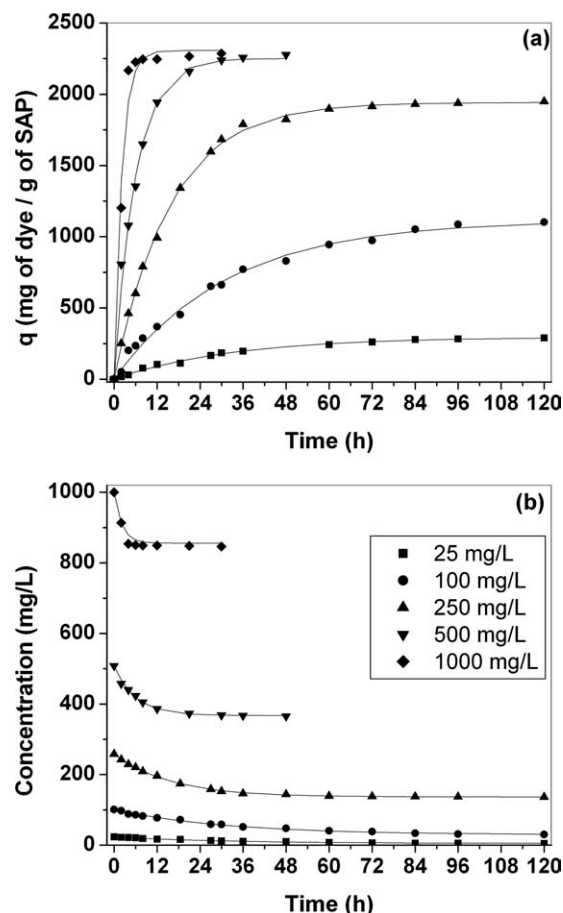 (a)
q (mg of dye / g of SAP)
2500
2000
1500
1000
500
0
0 12 24 36 48 60 72 84 96 108 120
Time (h)
(b)
Concentration (mg/L)
1000
800
600
400
200
0
25 mg/L
100 mg/L
250 mg/L
500 mg/L
1000 mg/L
0 12 24 36 48 60 72 84 96 108 120
Time (h)